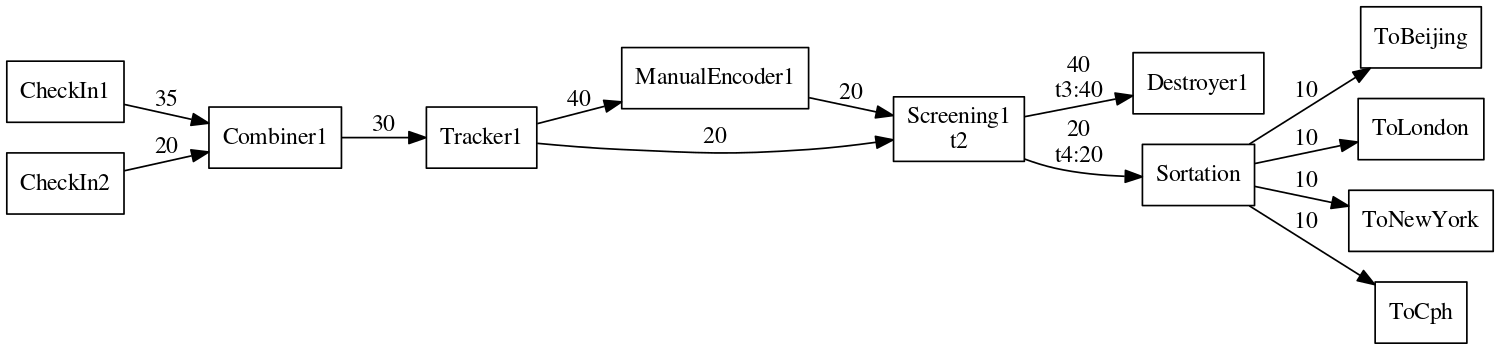 CheckIn1
35
CheckIn2
20
Combiner1
30
Tracker1
40
20
ManualEncoder1
20
Screening1
t2
40
t3:40
20
t4:20
Destroyer1
Sortation
10
10
10
10
ToBeijing
ToLondon
ToNewYork
ToCph